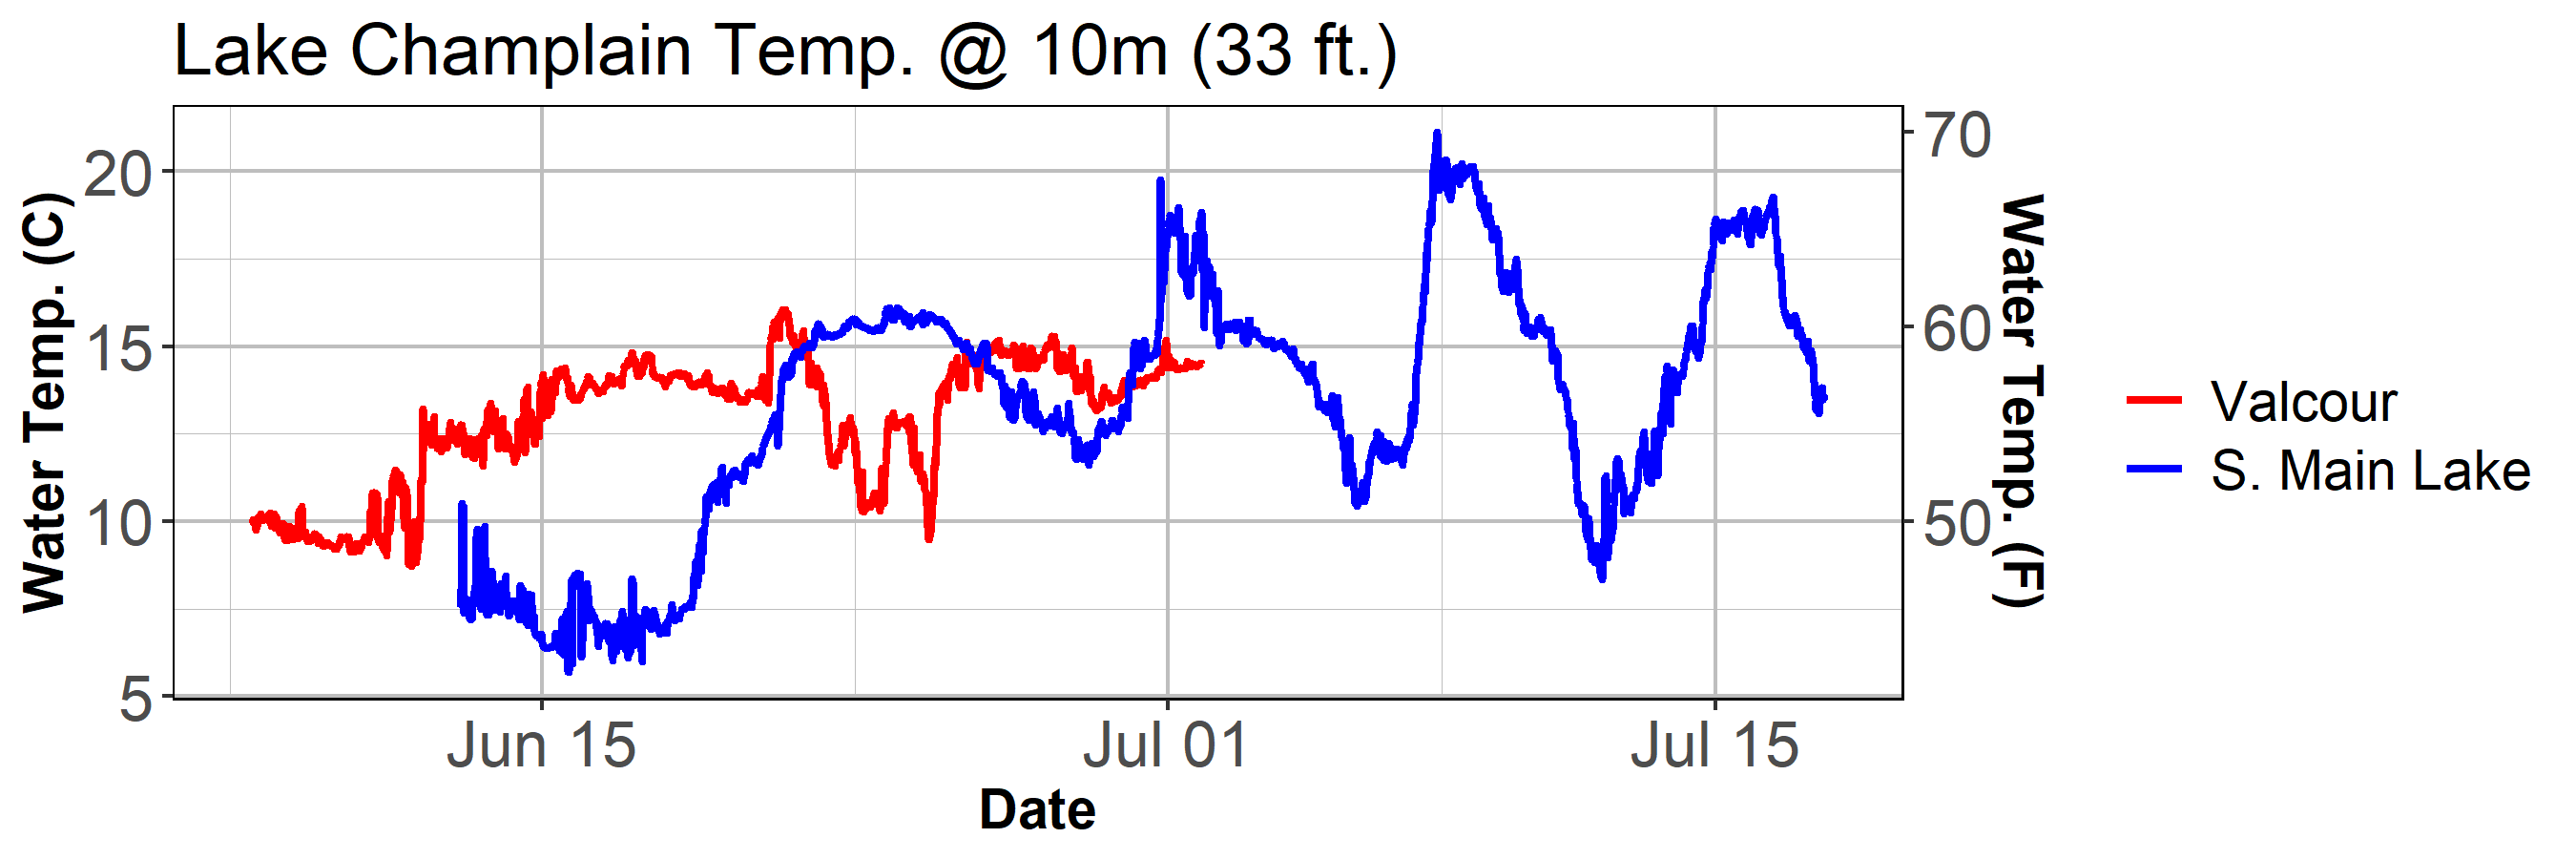 Lake Champlain Temp. @ 10m (33 ft.)
Water Temp. (C)
20
15
10
5
70
60
50
Water Temp. (F)
Jun 15
Jul 01
Jul 15
Date
Valcour
S. Main Lake